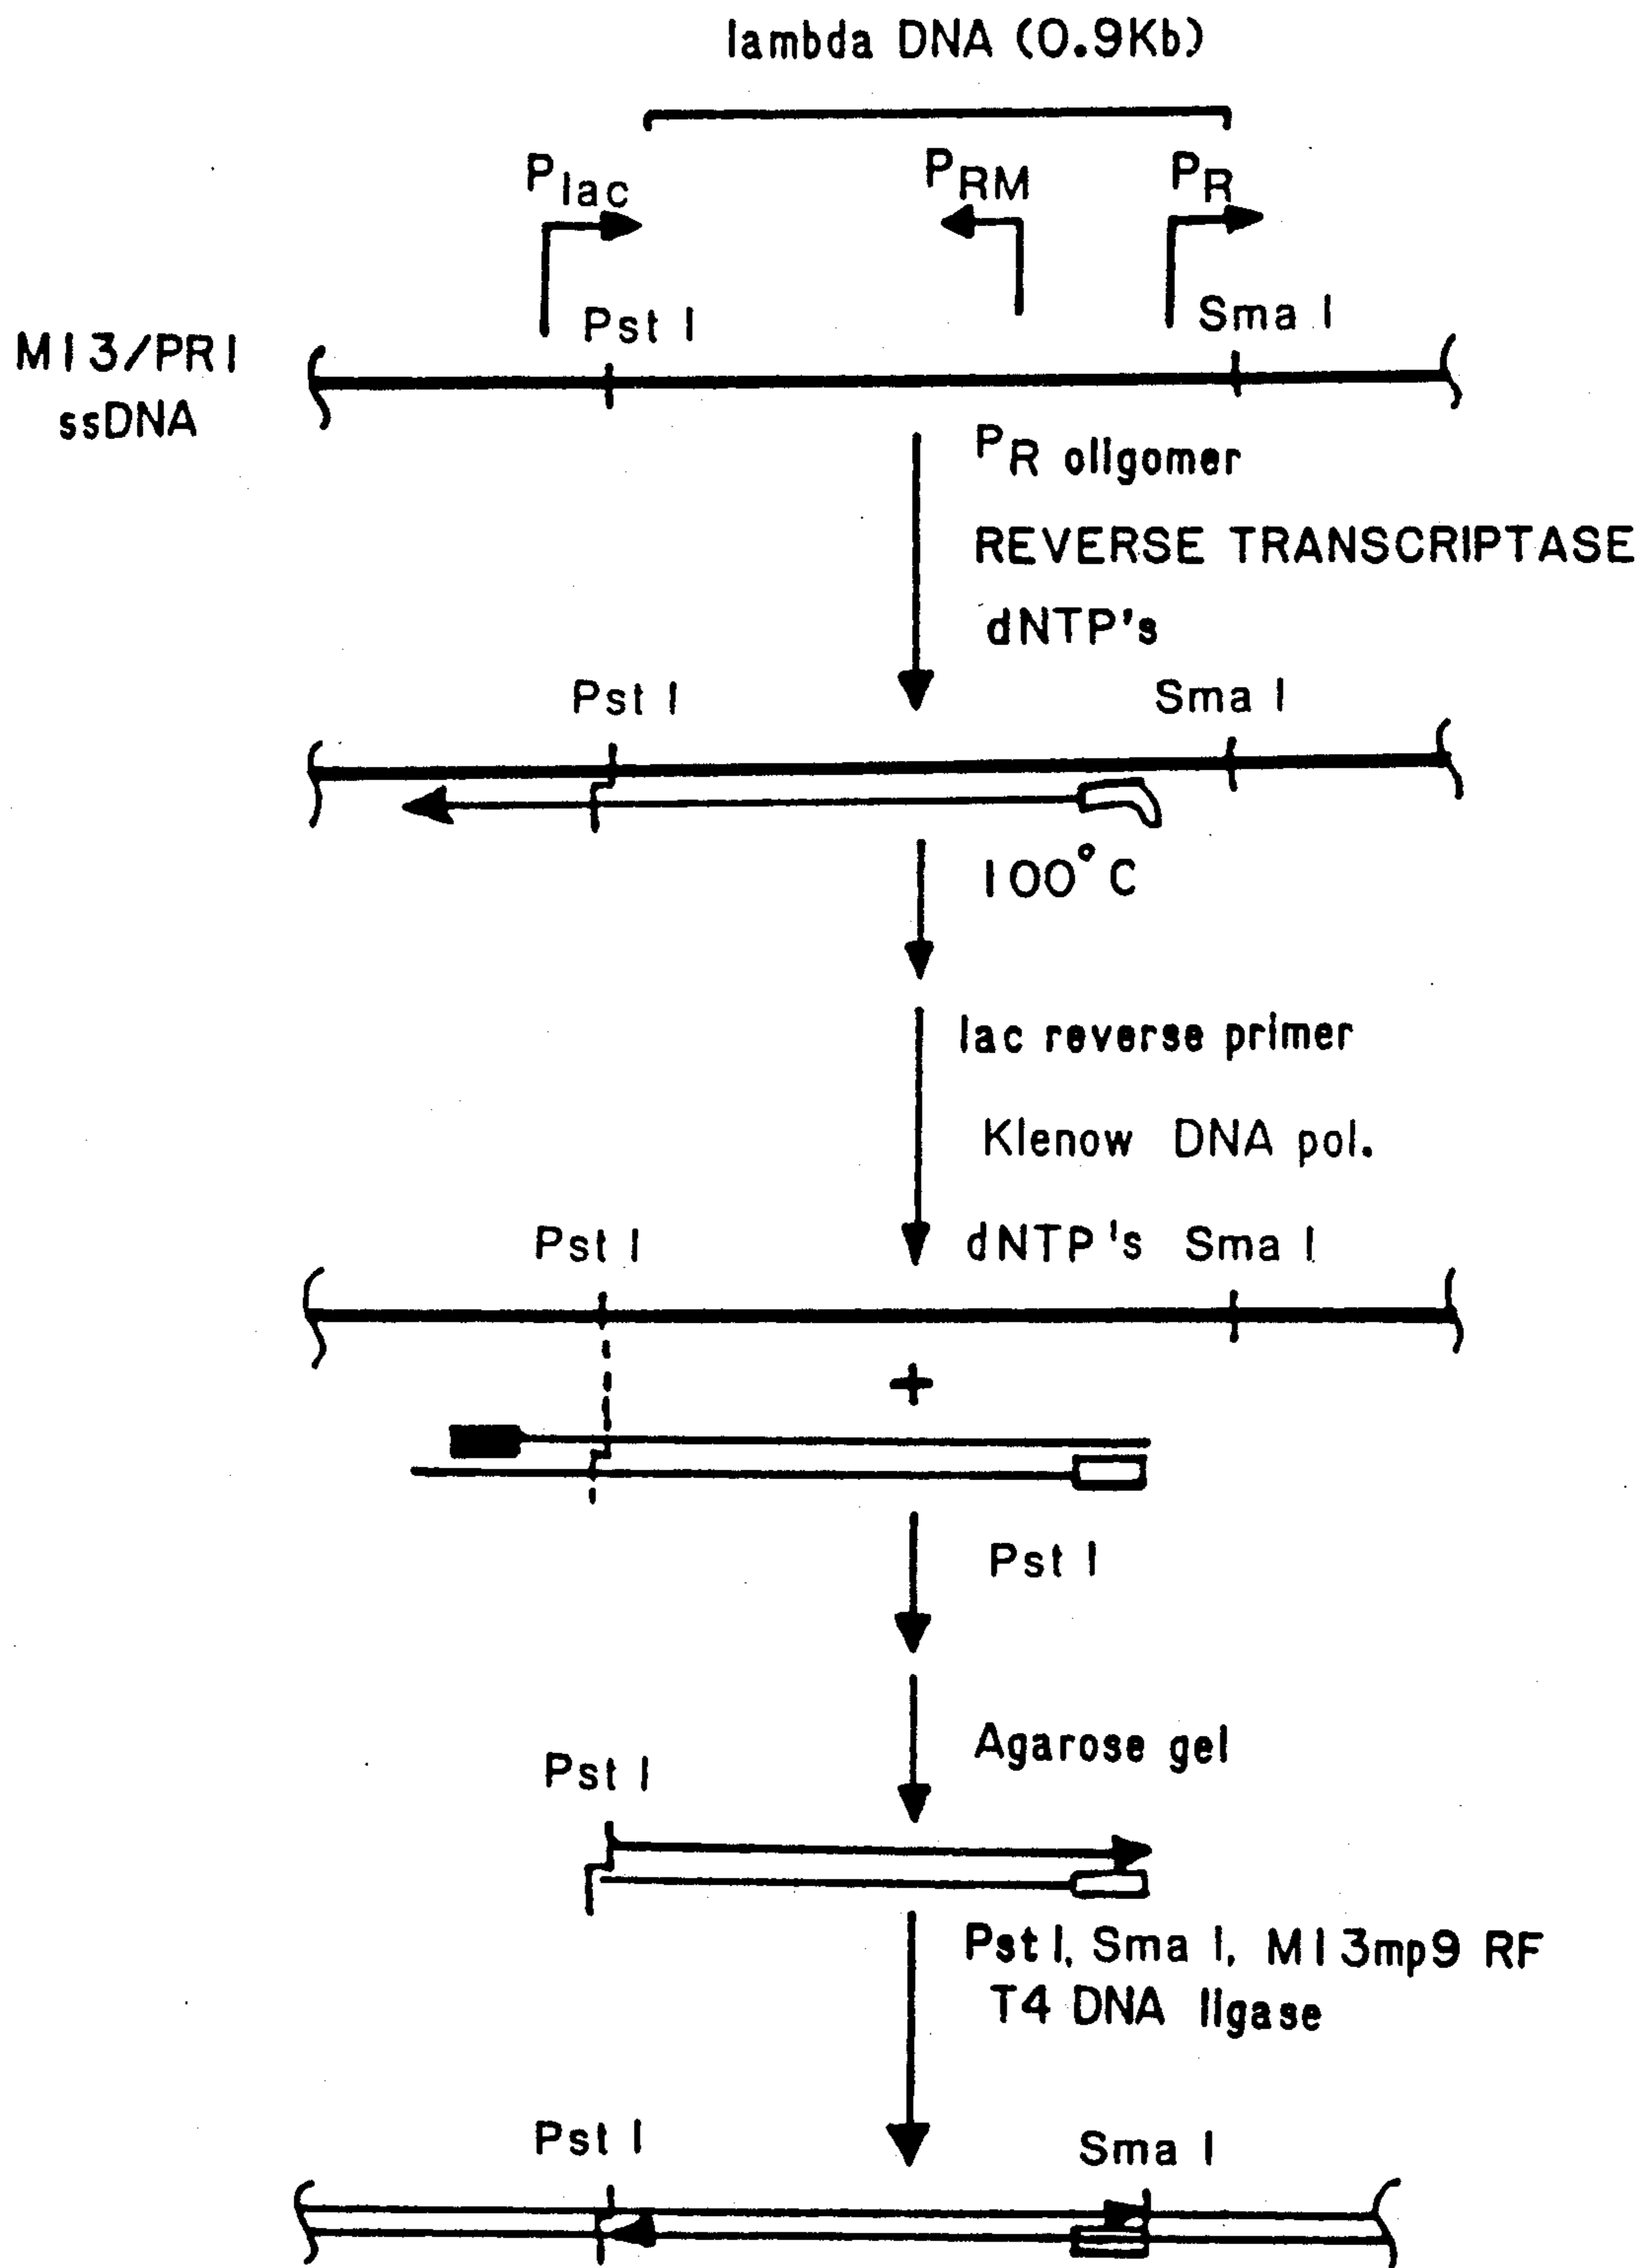 lambda DNA (0.9Kb)
Plac
PRM
PR
Pst I
Sma I
M13/PR1
ssDNA
PR oligomer
REVERSE TRANSCRIPTASE
dNTP's
Pst I
Sma I
100°C
lac reverse primer
Klenow DNA pol.
Pst I
dNTP's Sma I
+
Pst I
Agarose gel
Pst I
Pst I, Sma I, M13mp9 RF
T4 DNA ligase
Pst I
Sma I